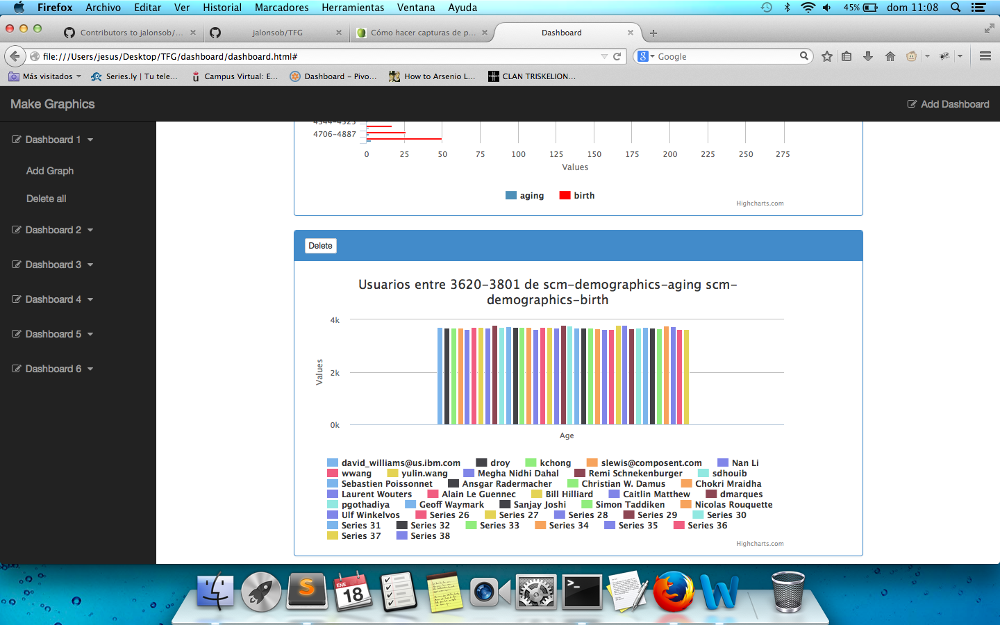 Firefox Archivo Editar Ver Historial Marcadores Herramientas Ventana Ayuda 45% dom 11:08
Contributors to jalonsob/... jalonsob/TFG Cómo hacer capturas de p... Dashboard
file:///Users/jesus/Desktop/TFG/dashboard/dashboard.html# Google
Más visitados Series.ly | Tu tele... Campus Virtual: E... Dashboard – Pivo... How to Arsenio L... CLAN TRISKELION...
Make Graphics Add Dashboard
Dashboard 1
Add Graph
Delete all
Dashboard 2
Dashboard 3
Dashboard 4
Dashboard 5
Dashboard 6
4706-4887
0 25 50 75 100 125 150 175 200 225 250 275
Values
aging birth
Highcharts.com
Delete
Usuarios entre 3620-3801 de scm-demographics-aging scm-
demographics-birth
4k
2k
0k
Values
Age
david_williams@us.ibm.com droy kchong slewis@composent.com Nan Li
wwang yulin.wang Megha Nidhi Dahal Remi Schnekenburger sdhouib
Sebastien Poissonnet Ansgar Radermacher Christian W. Damus Chokri Mraidha
Laurent Wouters Alain Le Guennec Bill Hilliard Caitlin Matthew dmarques
pgothadiya Geoff Waymark Sanjay Joshi Simon Taddiken Nicolas Rouquette
Ulf Winkelvos Series 26 Series 27 Series 28 Series 29 Series 30
Series 31 Series 32 Series 33 Series 34 Series 35 Series 36
Series 37 Series 38
Highcharts.com
ENE
18